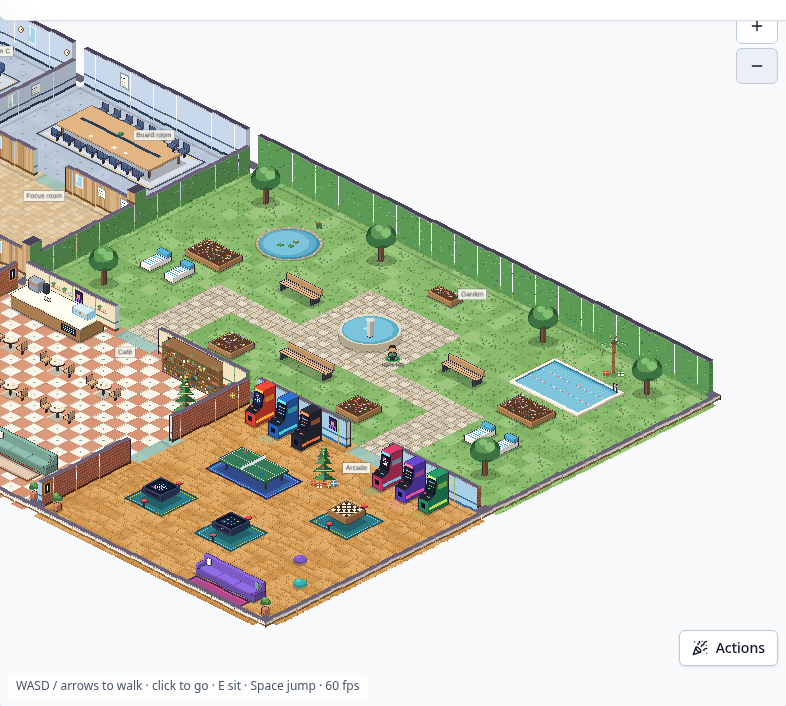 +
−
m C
Board room
Focus room
Garden
Café
Arcade
Actions
WASD / arrows to walk · click to go · E sit · Space jump · 60 fps